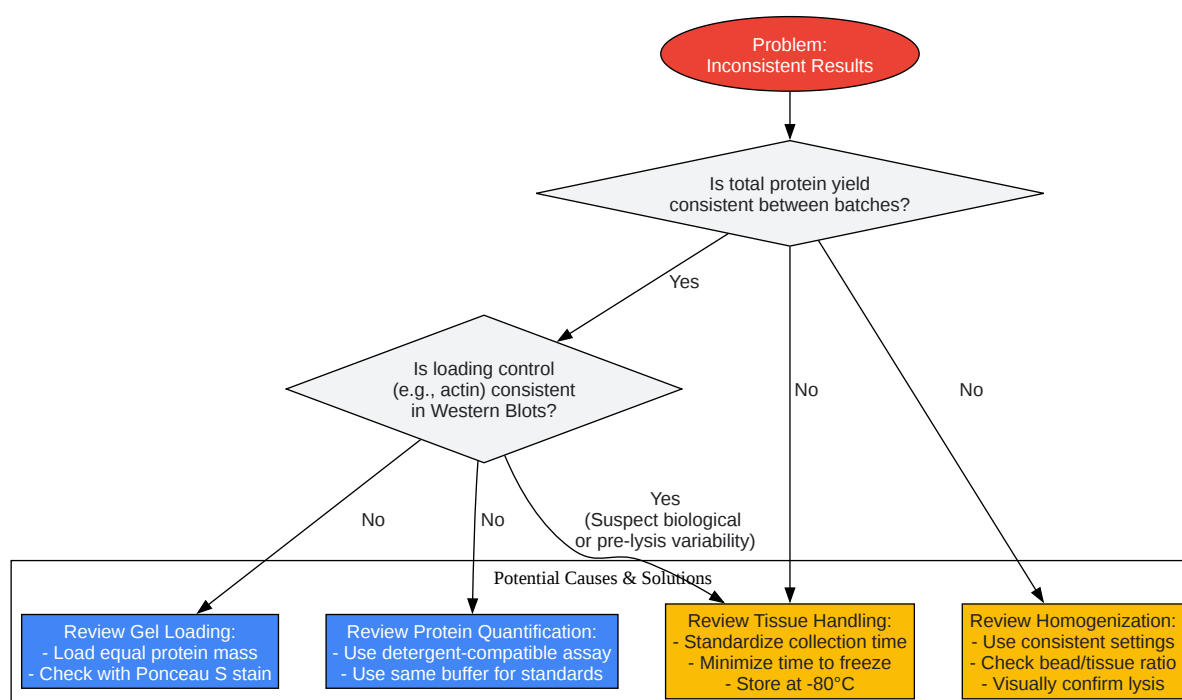 Problem:
Inconsistent Results
Is total protein yield
consistent between batches?
Yes
Is loading control
(e.g., actin) consistent
in Western Blots?
No
No
No
No
Yes
(Suspect biological
or pre-lysis variability)
Potential Causes & Solutions
Review Gel Loading:
- Load equal protein mass
- Check with Ponceau S stain
Review Protein Quantification:
- Use detergent-compatible assay
- Use same buffer for standards
Review Tissue Handling:
- Standardize collection time
- Minimize time to freeze
- Store at -80°C
Review Homogenization:
- Use consistent settings
- Check bead/tissue ratio
- Visually confirm lysis